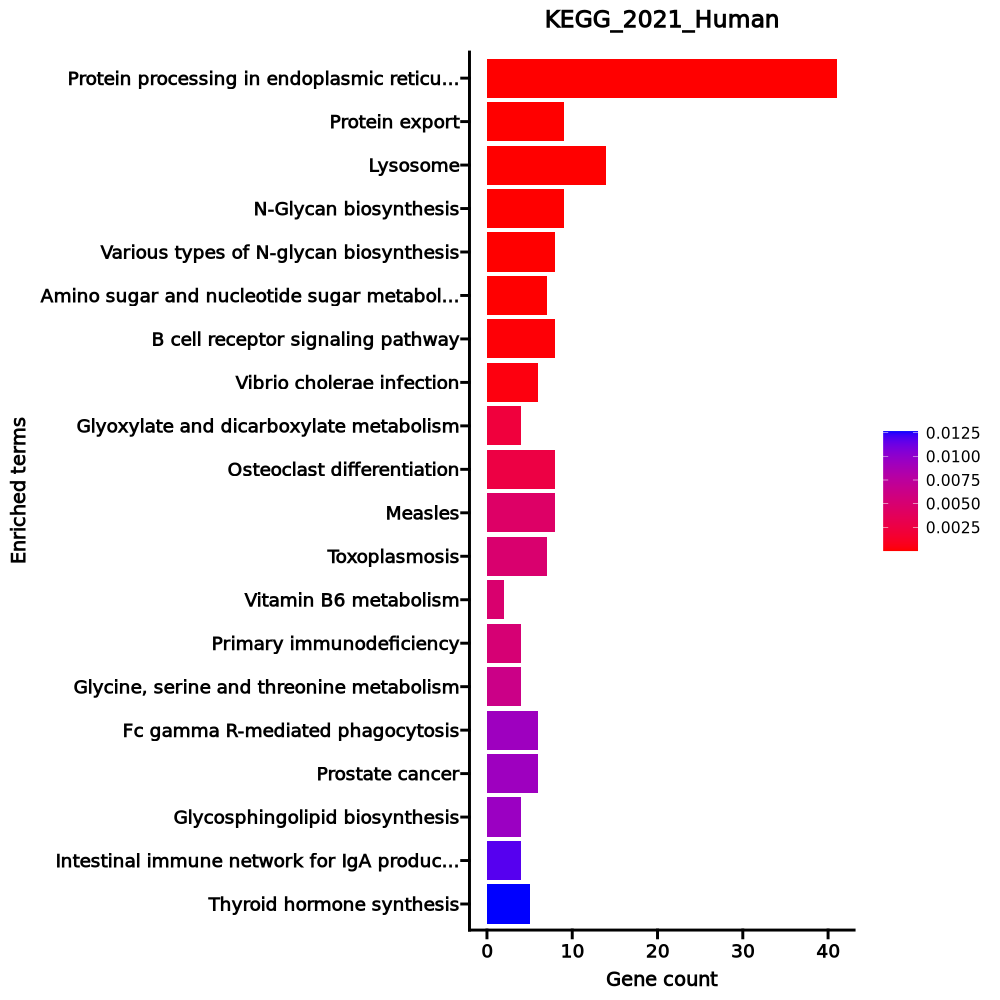 KEGG_2021_Human
Protein processing in endoplasmic reticu...
Protein export
Lysosome
N-Glycan biosynthesis
Various types of N-glycan biosynthesis
Amino sugar and nucleotide sugar metabol...
B cell receptor signaling pathway
Vibrio cholerae infection
Glyoxylate and dicarboxylate metabolism
Osteoclast differentiation
Measles
Toxoplasmosis
Vitamin B6 metabolism
Primary immunodeficiency
Glycine, serine and threonine metabolism
Fc gamma R-mediated phagocytosis
Prostate cancer
Glycosphingolipid biosynthesis
Intestinal immune network for IgA produc...
Thyroid hormone synthesis
Enriched terms
0 10 20 30 40
Gene count
0.0125
0.0100
0.0075
0.0050
0.0025